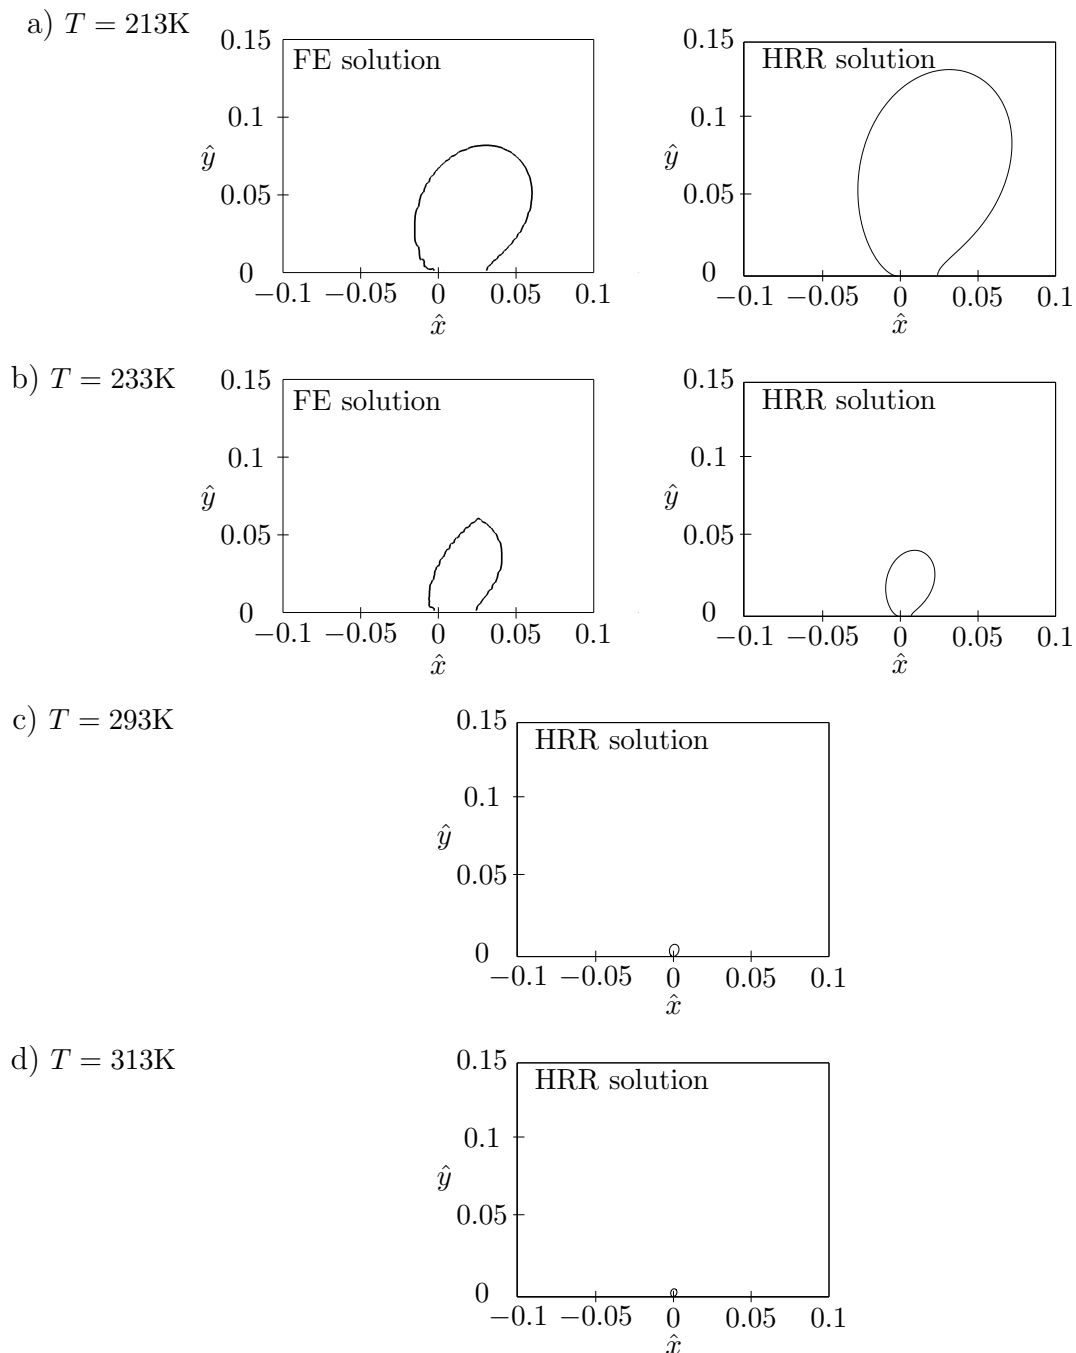 a) T = 213K
0.15
FE solution
0.1
ŷ
0.05
0
−0.1 −0.05 0 0.05 0.1
x̂
0.15
HRR solution
0.1
ŷ
0.05
0
−0.1 −0.05 0 0.05 0.1
x̂
b) T = 233K
0.15
FE solution
0.1
ŷ
0.05
0
−0.1 −0.05 0 0.05 0.1
x̂
0.15
HRR solution
0.1
ŷ
0.05
0
−0.1 −0.05 0 0.05 0.1
x̂
c) T = 293K
0.15
HRR solution
0.1
ŷ
0.05
0
−0.1 −0.05 0 0.05 0.1
x̂
d) T = 313K
0.15
HRR solution
0.1
ŷ
0.05
0
−0.1 −0.05 0 0.05 0.1
x̂